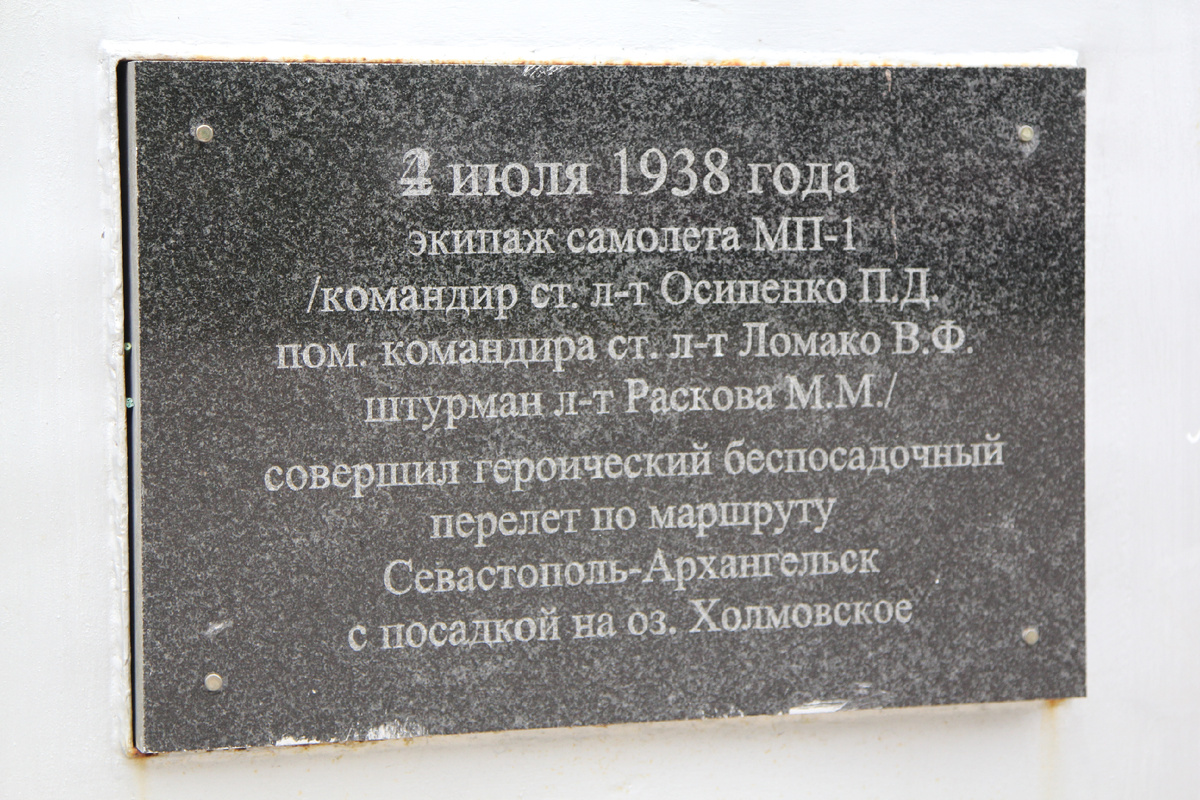 2 июля 1938 года
экипаж самолета МП-1
/командир ст. л-т Осипенко П.Д.
пом. командира ст. л-т Ломако В.Ф.
штурман л-т Раскова М.М./
совершил героический беспосадочный
перелет по маршруту
Севастополь-Архангельск
с посадкой на оз. Холмовское